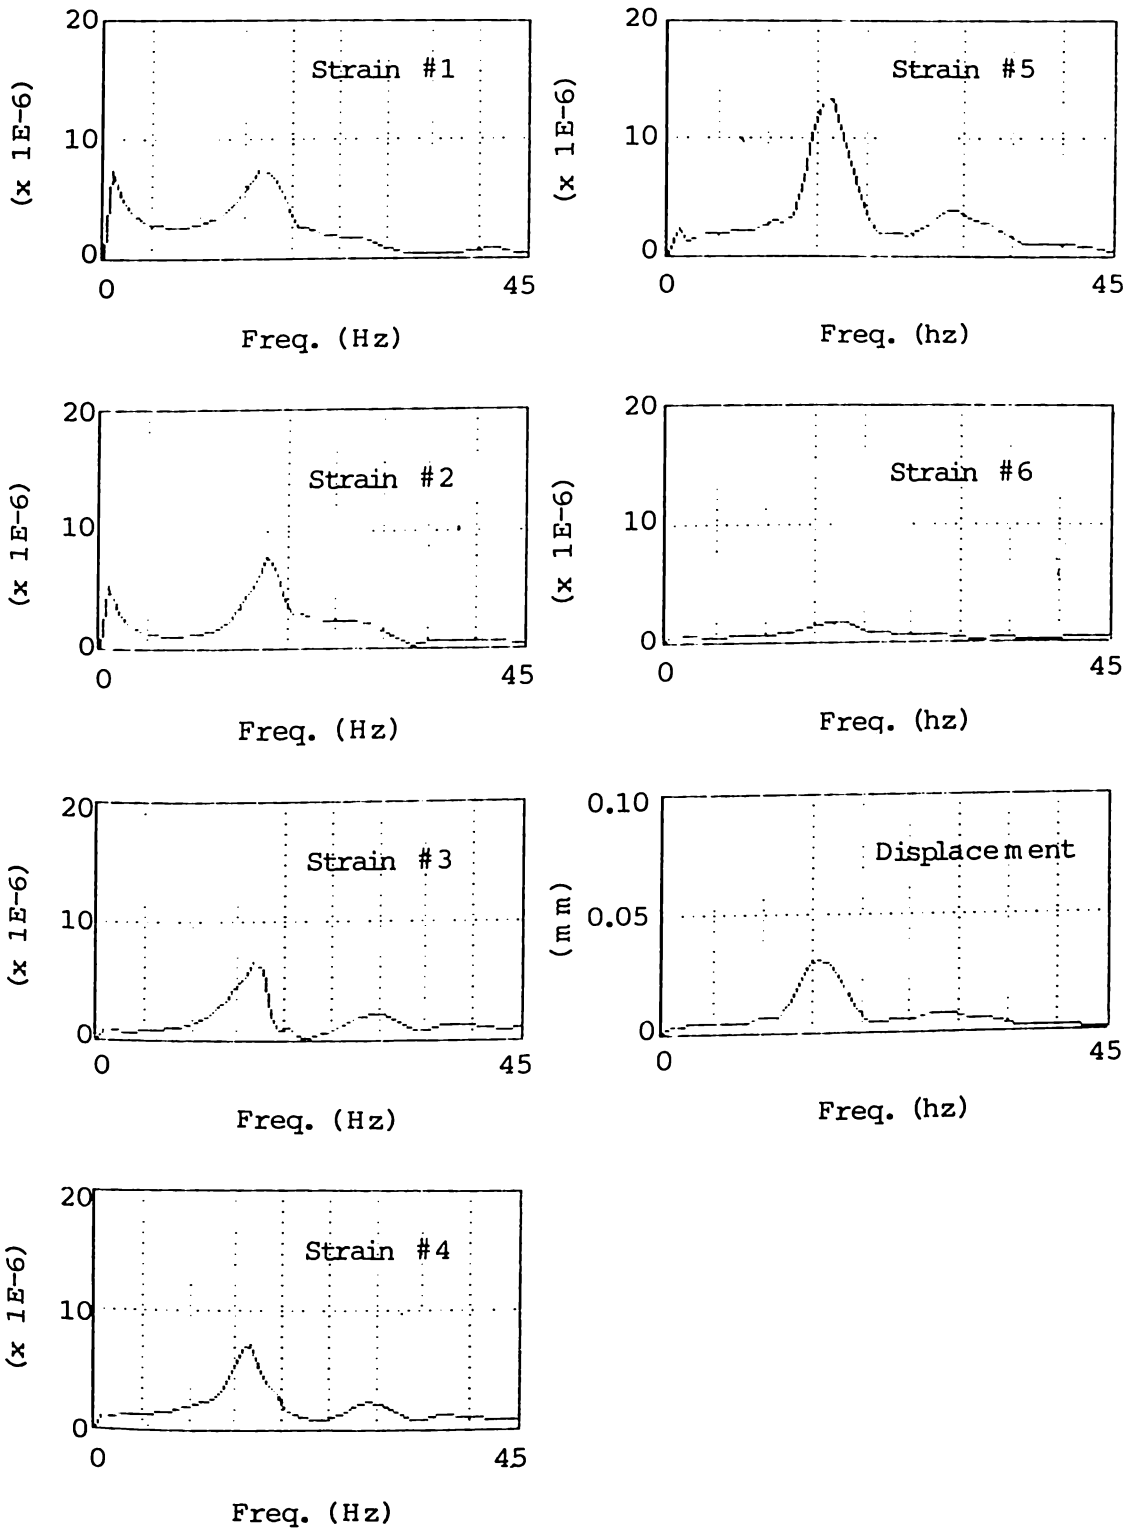 20
Strain #1
(x 1E-6)
10
0
0
45
Freq. (Hz)
20
Strain #2
(x 1E-6)
10
0
0
45
Freq. (Hz)
20
Strain #3
(x 1E-6)
10
0
0
45
Freq. (Hz)
20
Strain #4
(x 1E-6)
10
0
0
45
Freq. (Hz)
20
Strain #5
(x 1E-6)
10
0
0
45
Freq. (hz)
20
Strain #6
(x 1E-6)
10
0
0
45
Freq. (hz)
0.10
Displacement
(mm)
0.05
0
0
45
Freq. (hz)